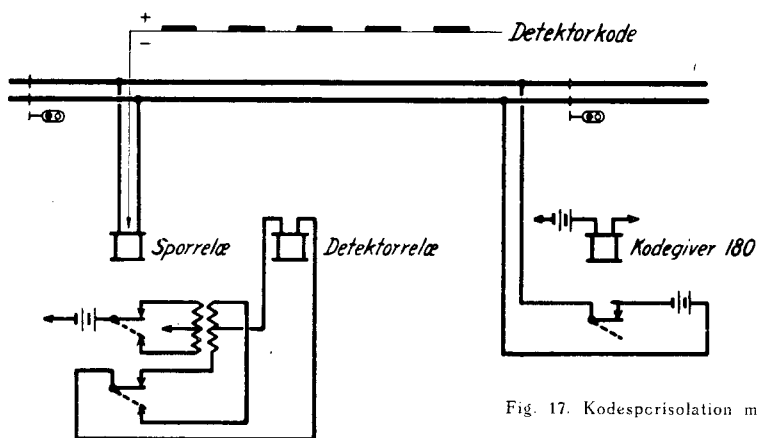 +
−
Detektorkode
Sporrelæ
Detektorrelæ
Kodegiver 180
Fig. 17. Kodesporisolation m